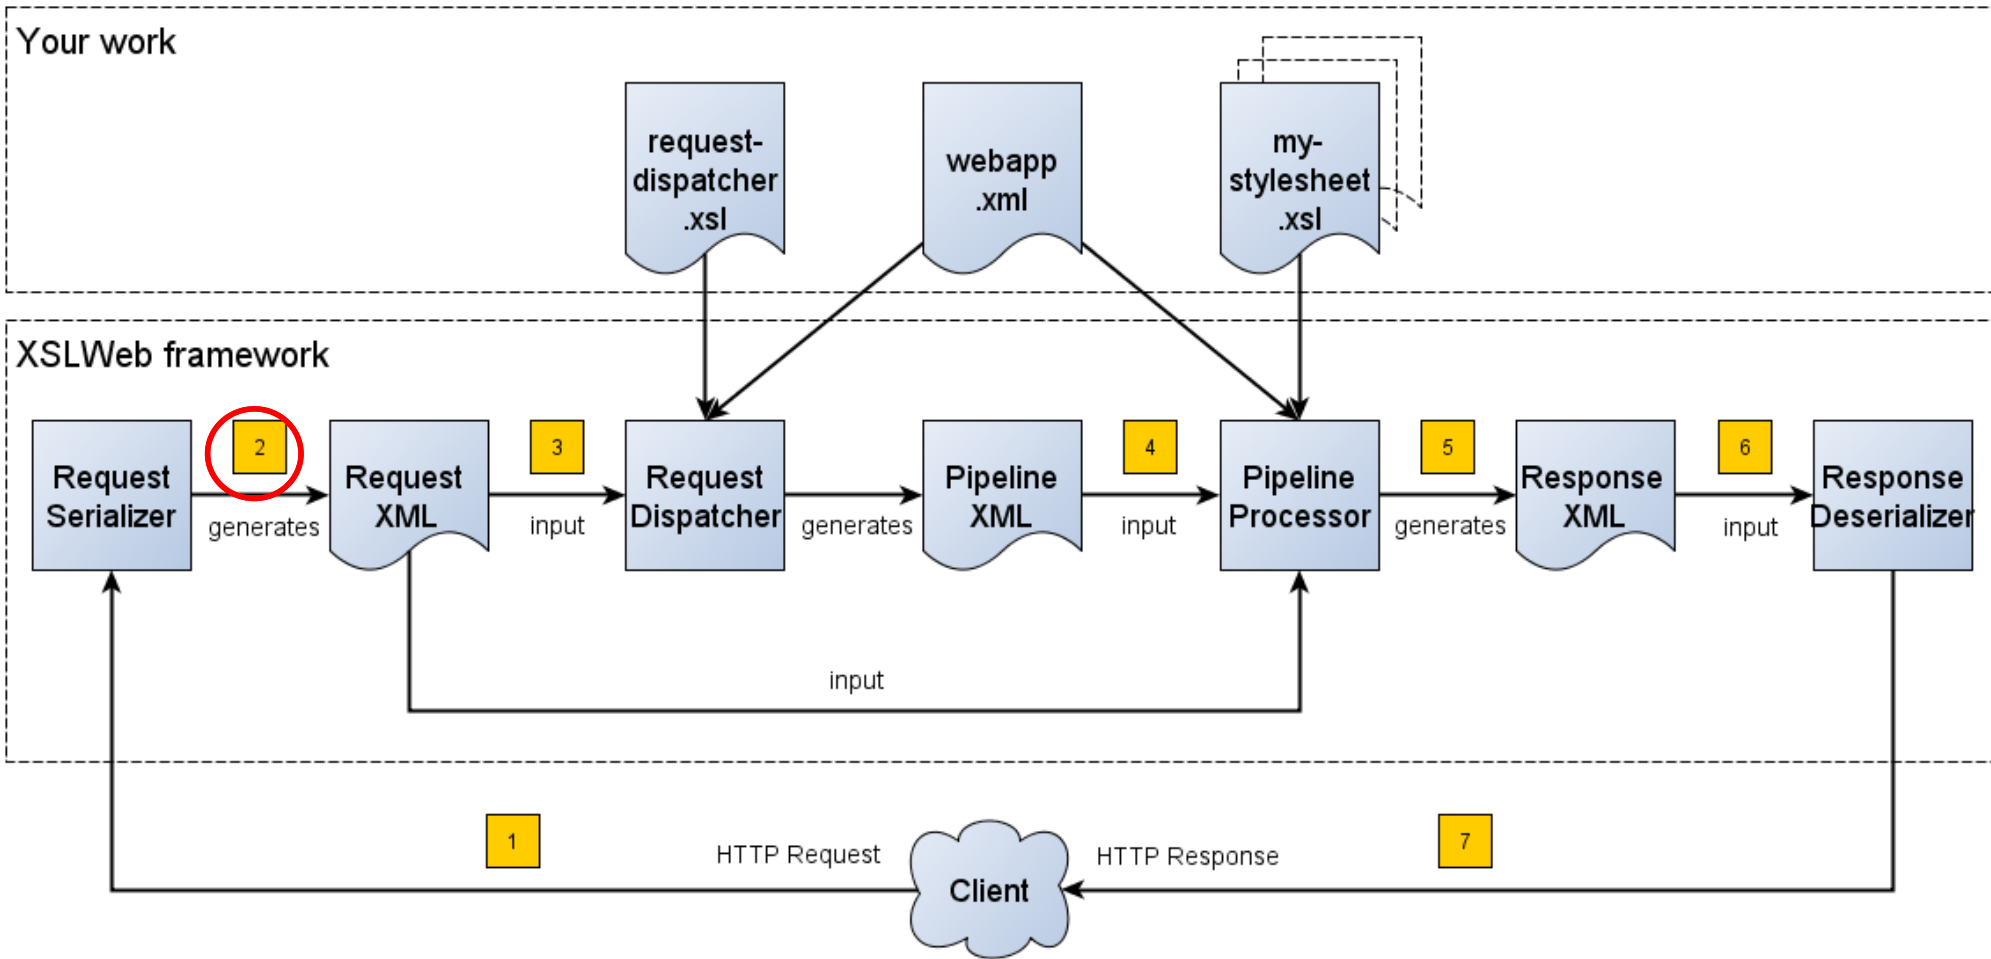 Your work
request-
dispatcher
.xsl
webapp
.xml
my-
stylesheet
.xsl
XSLWeb framework
Request
Serializer
2
generates
Request
XML
3
input
Request
Dispatcher
generates
Pipeline
XML
4
input
Pipeline
Processor
5
generates
Response
XML
6
input
Response
Deserializer
input
1
HTTP Request
Client
HTTP Response
7